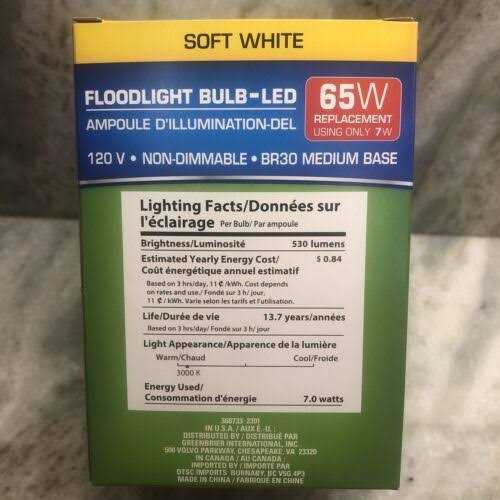 SOFT WHITE
FLOODLIGHT BULB-LED
AMPOULE D'ILLUMINATION-DEL
65W
REPLACEMENT
USING ONLY 7W
120 V • NON-DIMMABLE • BR30 MEDIUM BASE
Lighting Facts/Données sur
l'éclairage Per Bulb/ Par ampoule
Brightness/Luminosité 530 lumens
Estimated Yearly Energy Cost/ $ 0.84
Coût énergétique annuel estimatif
Based on 3 hrs/day, 11 ¢ / kWh. Cost depends
on rates and use./ Fondé sur 3 h/ jour,
11 ¢ / kWh. Varie selon les tarifs et l'utilisation.
Life/Durée de vie 13.7 years/années
Based on 3 hrs/day/ Fondé sur 3 h/ jour
Light Appearance/Apparence de la lumière
Warm/Chaud Cool/Froide
3000 K
Energy Used/
Consommation d'énergie 7.0 watts
IN U.S.A. / AUX É.-U. :
DISTRIBUTED BY / DISTRIBUÉ PAR
GREENBRIER INTERNATIONAL, INC.
500 VOLVO PARKWAY, CHESAPEAKE, VA 23320
IN CANADA / AU CANADA :
IMPORTED BY / IMPORTÉ PAR
DTSC IMPORTS BURNABY, BC V5G 4P3
MADE IN CHINA / FABRIQUÉ EN CHINE